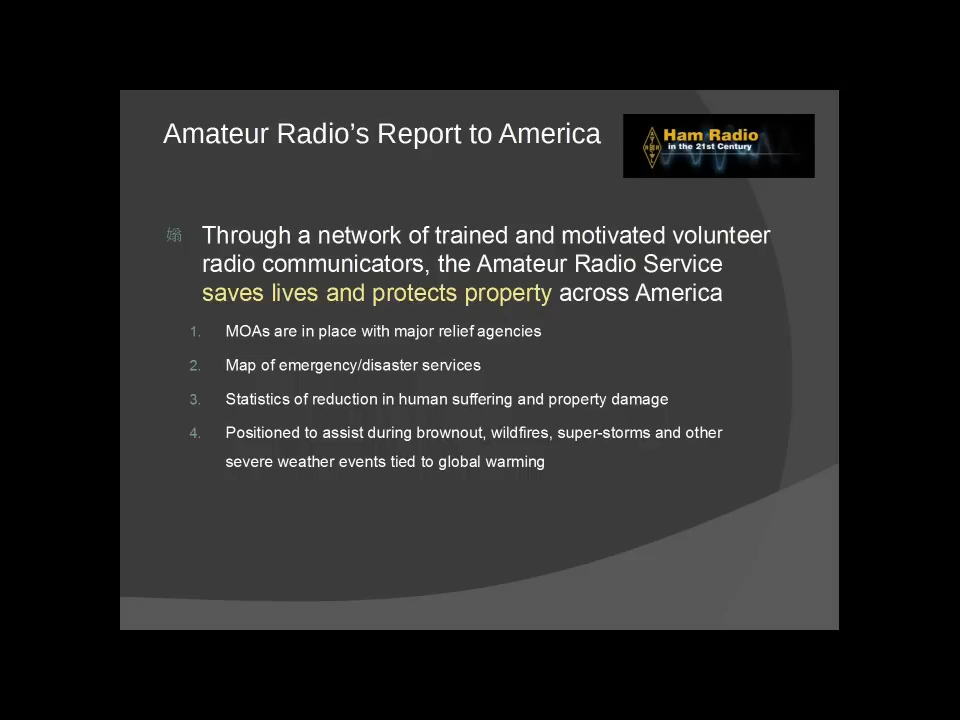 Amateur Radio’s Report to America
Ham Radio
in the 21st Century
Through a network of trained and motivated volunteer
radio communicators, the Amateur Radio Service
saves lives and protects property across America
1. MOAs are in place with major relief agencies
2. Map of emergency/disaster services
3. Statistics of reduction in human suffering and property damage
4. Positioned to assist during brownout, wildfires, super-storms and other
severe weather events tied to global warming